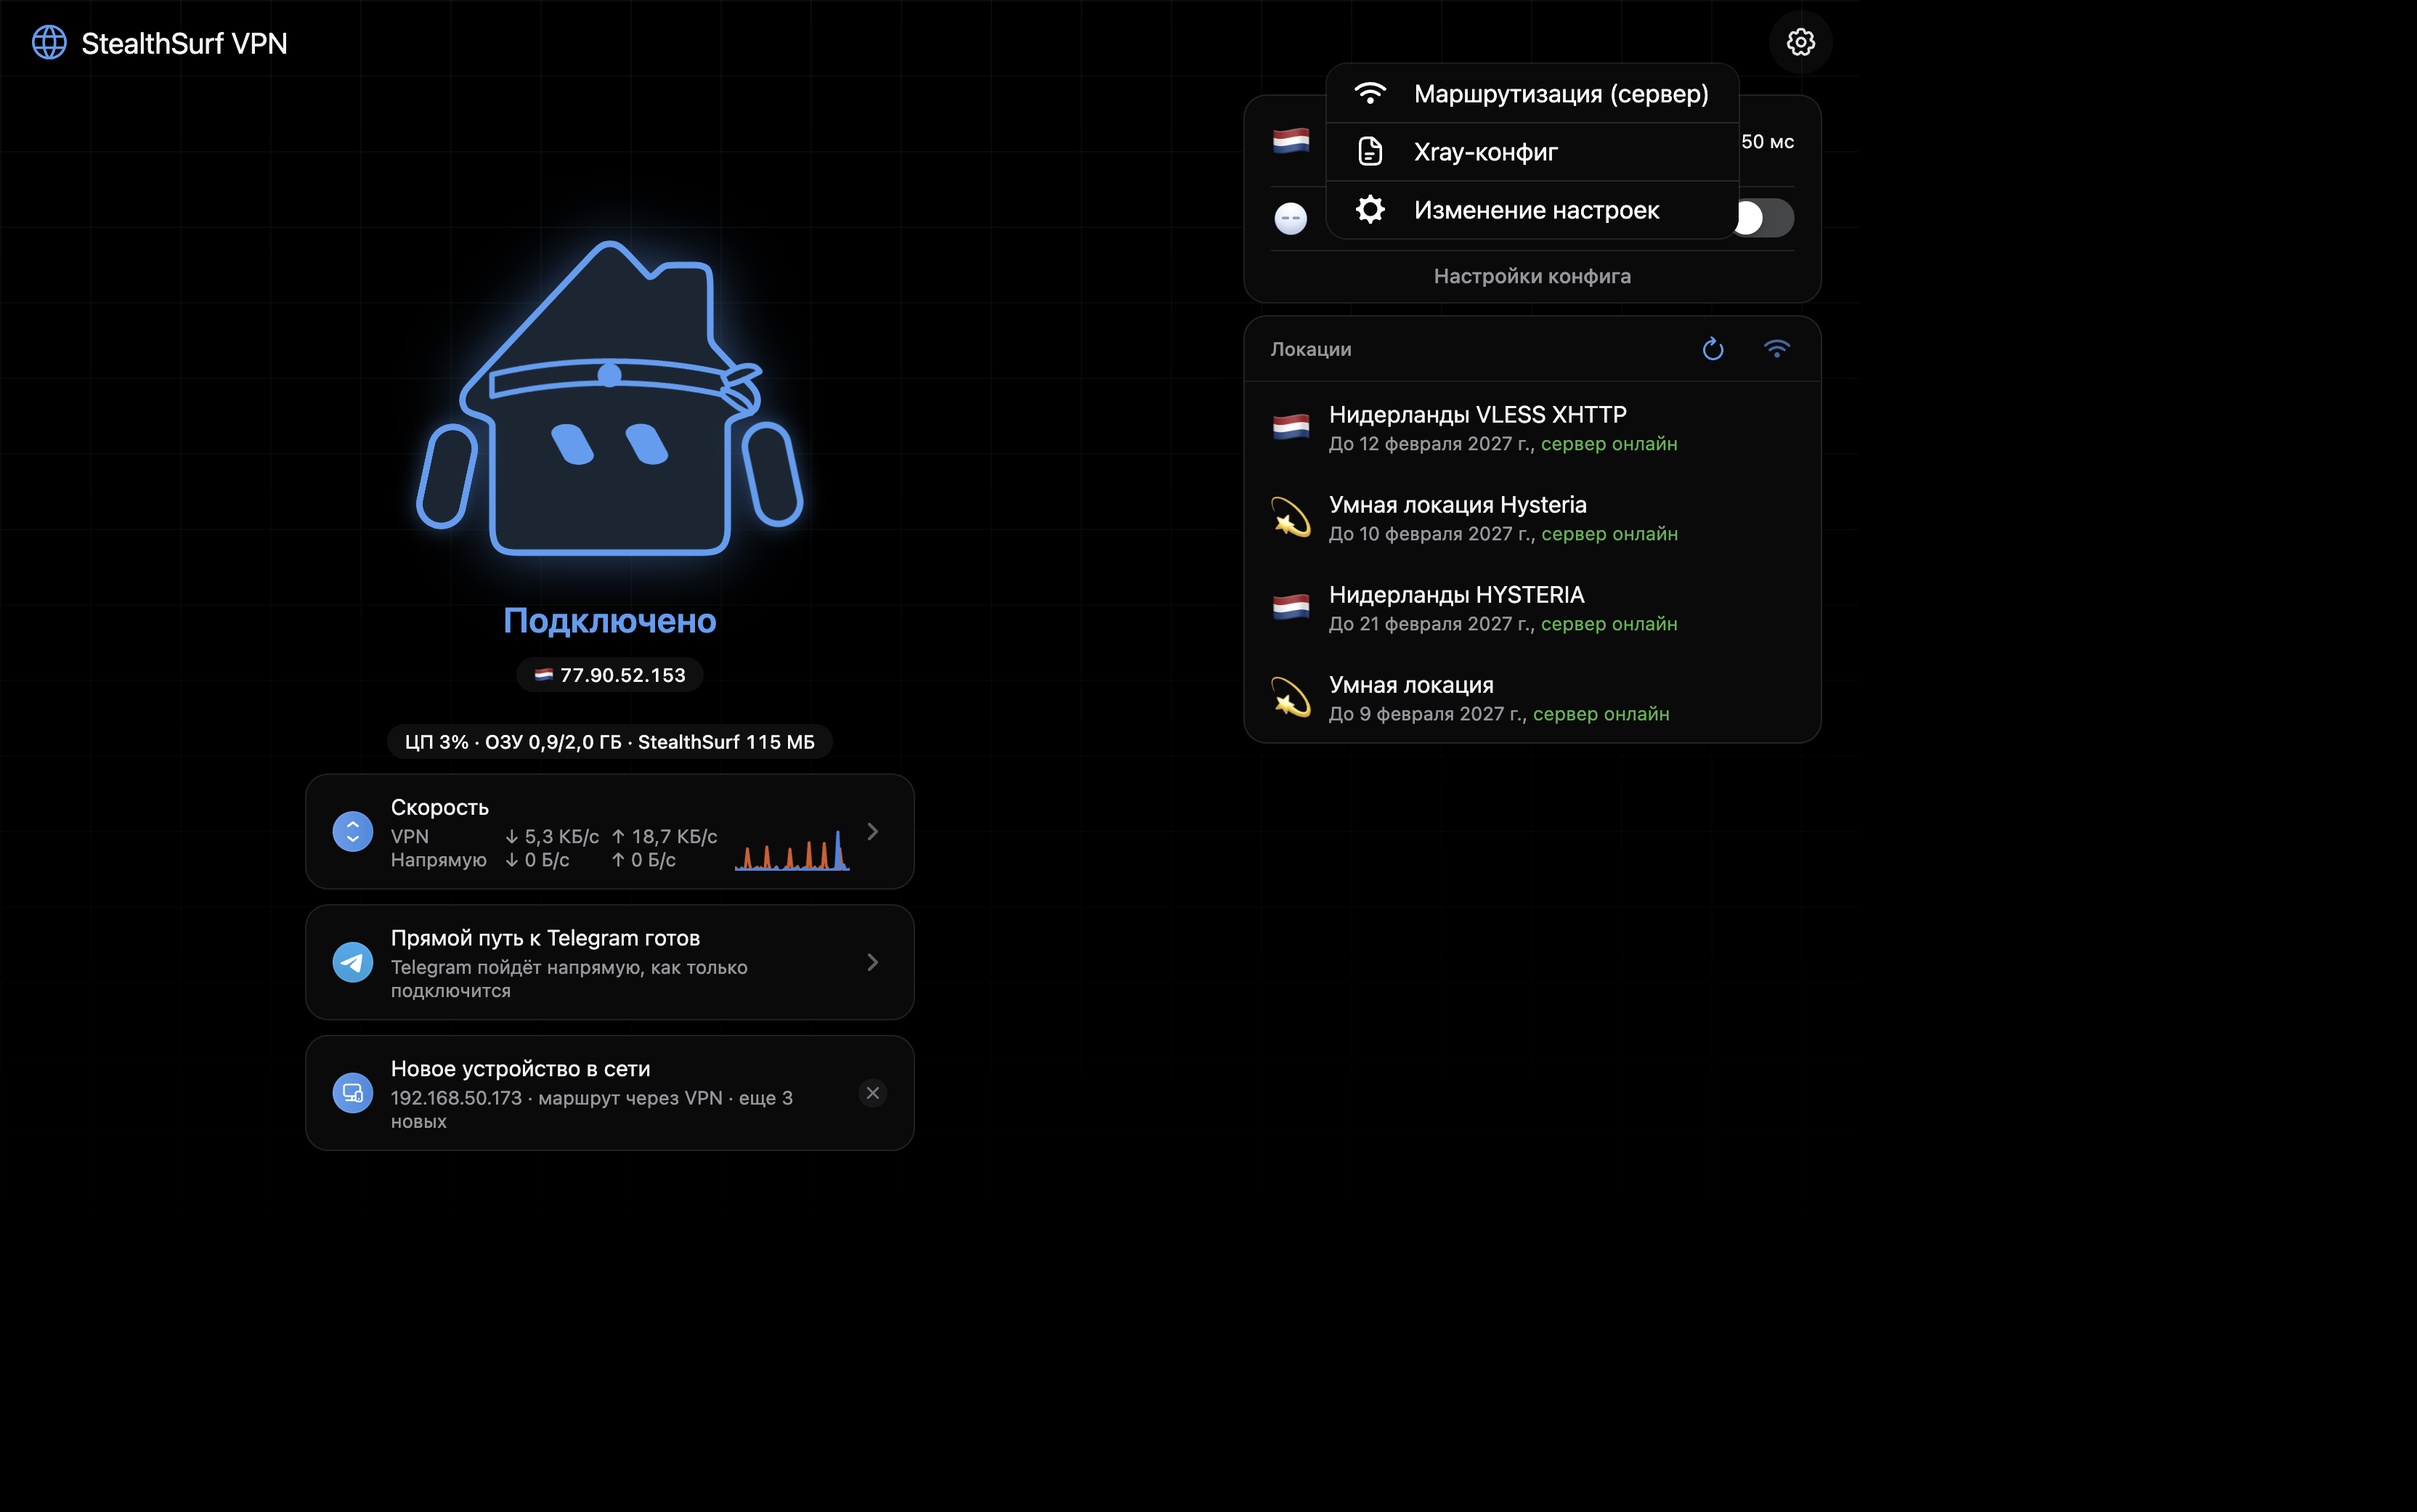 StealthSurf VPN
Маршрутизация (сервер)
Xray-конфиг
Изменение настроек
50 мс
Настройки конфига
Локации
Нидерланды VLESS XHTTP
До 12 февраля 2027 г., сервер онлайн
Умная локация Hysteria
До 10 февраля 2027 г., сервер онлайн
Нидерланды HYSTERIA
До 21 февраля 2027 г., сервер онлайн
Умная локация
До 9 февраля 2027 г., сервер онлайн
Подключено
77.90.52.153
ЦП 3% · ОЗУ 0,9/2,0 ГБ · StealthSurf 115 МБ
Скорость
VPN ↓ 5,3 КБ/с ↑ 18,7 КБ/с
Напрямую ↓ 0 Б/с ↑ 0 Б/с
Прямой путь к Telegram готов
Telegram пойдёт напрямую, как только
подключится
Новое устройство в сети
192.168.50.173 · маршрут через VPN · еще 3
новых